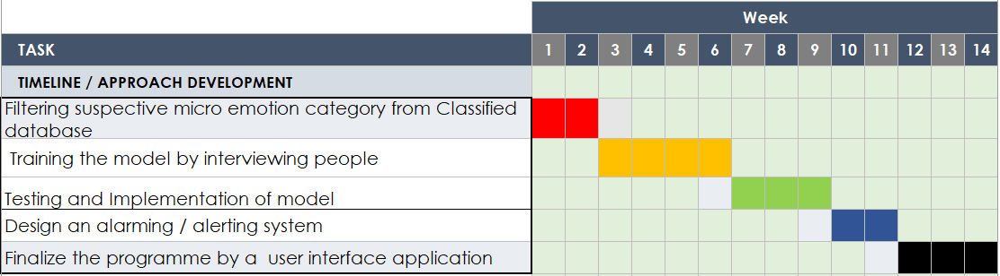 Week
TASK 1 2 3 4 5 6 7 8 9 10 11 12 13 14
TIMELINE / APPROACH DEVELOPMENT
Filtering suspective micro emotion category from Classified
database
Training the model by interviewing people
Testing and Implementation of model
Design an alarming / alerting system
Finalize the programme by a user interface application